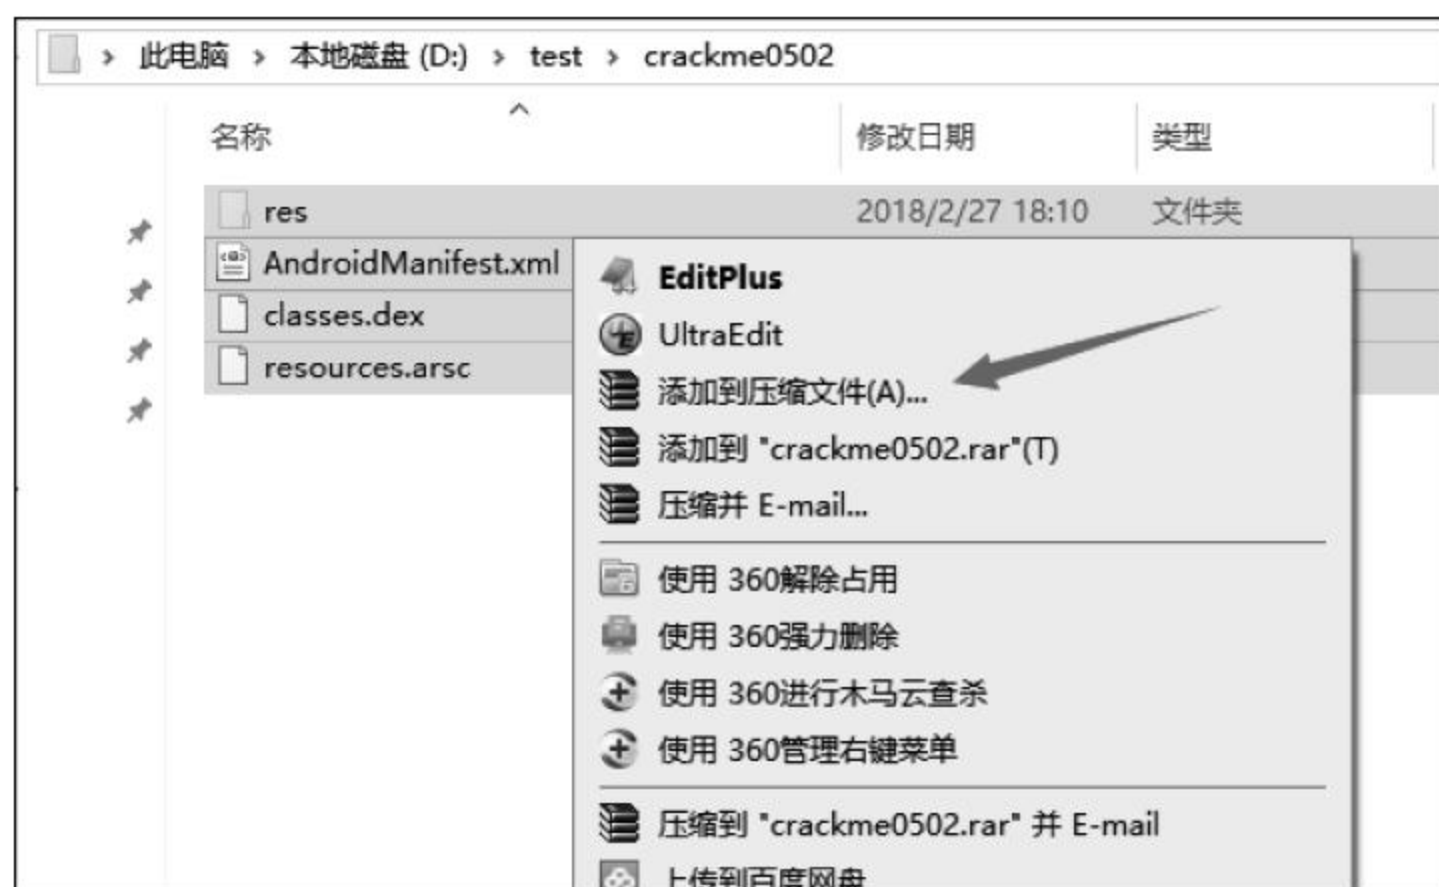 此电脑 > 本地磁盘 (D:) > test > crackme0502
名称 修改日期 类型
res 2018/2/27 18:10 文件夹
AndroidManifest.xml
classes.dex
resources.arsc
EditPlus
UltraEdit
添加到压缩文件(A)...
添加到 "crackme0502.rar"(T)
压缩并 E-mail...
使用 360解除占用
使用 360强力删除
使用 360进行木马云查杀
使用 360管理右键菜单
压缩到 "crackme0502.rar" 并 E-mail
上传到百度网盘